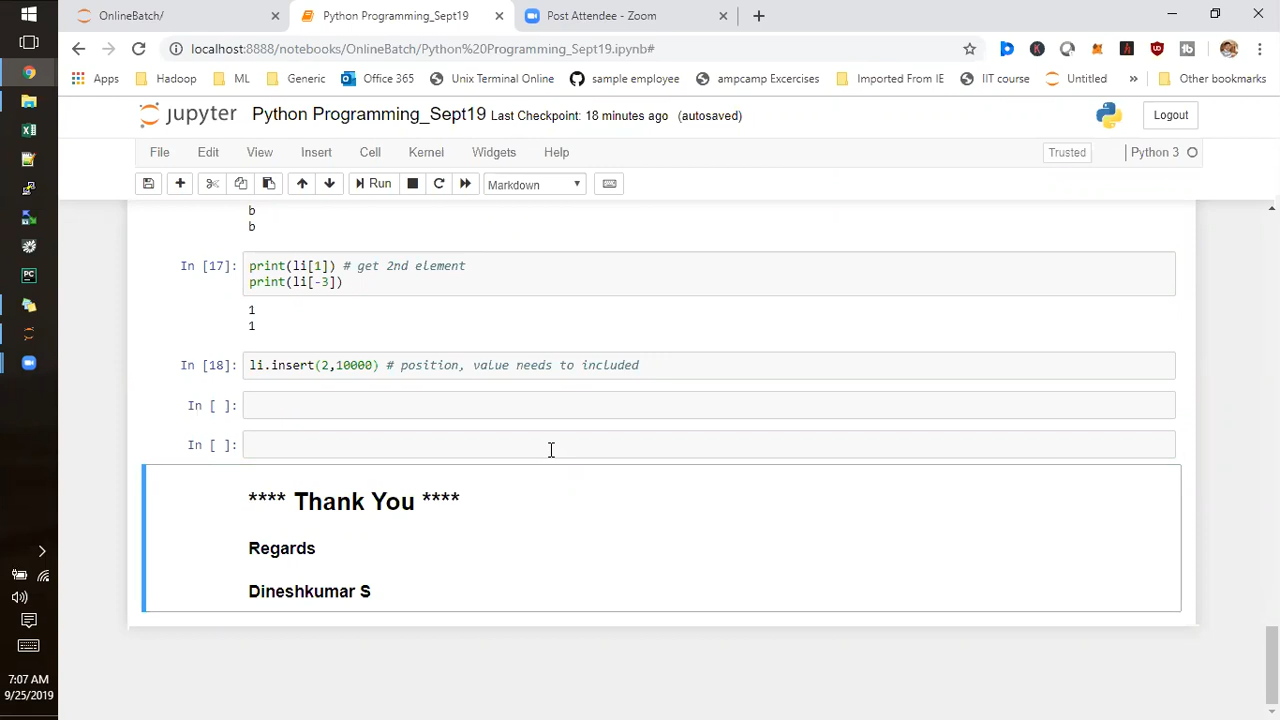 OnlineBatch/
Python Programming_Sept19
Post Attendee - Zoom
localhost:8888/notebooks/OnlineBatch/Python%20Programming_Sept19.ipynb#
Apps Hadoop ML Generic Office 365 Unix Terminal Online sample employee ampcamp Excercises Imported From IE IIT course Untitled » Other bookmarks
jupyter Python Programming_Sept19 Last Checkpoint: 18 minutes ago (autosaved) Logout
File Edit View Insert Cell Kernel Widgets Help Trusted Python 3
Run Markdown
b
b
In [17]: print(li[1]) # get 2nd element
print(li[-3])
1
1
In [18]: li.insert(2,10000) # position, value needs to included
In [ ]:
In [ ]:
**** Thank You ****
Regards
Dineshkumar S
7:07 AM
9/25/2019